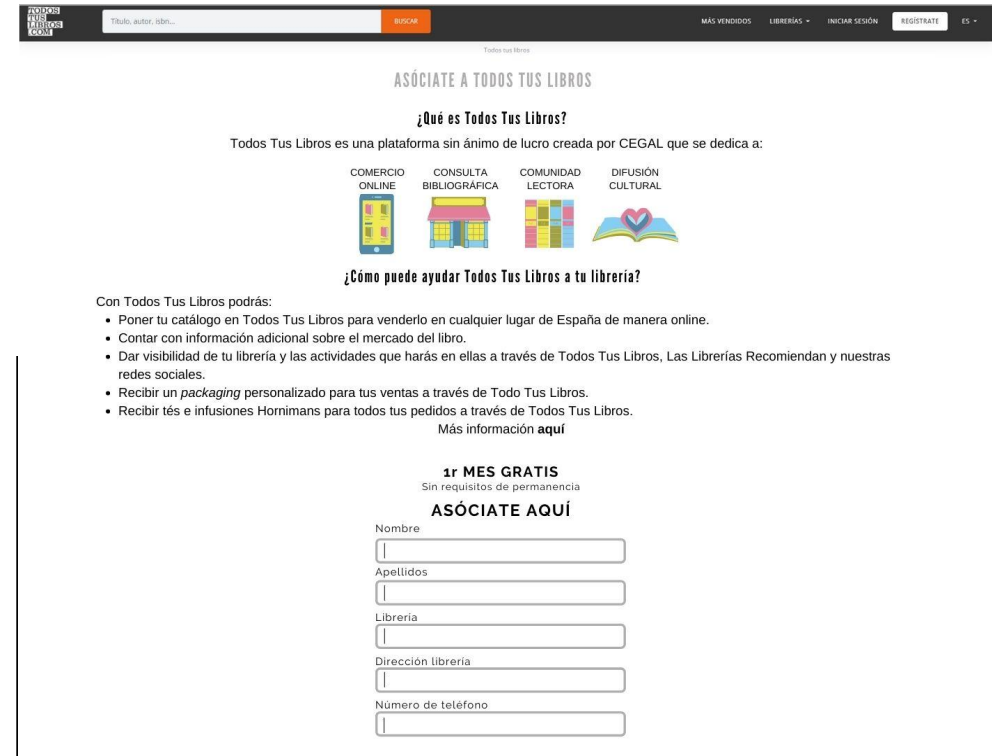 TODOS
TUS
LIBROS
.COM
Título, autor, isbn...
BUSCAR
MÁS VENDIDOS
LIBRERÍAS
INICIAR SESIÓN
REGÍSTRATE
ES
Todos tus libros
ASÓCIATE A TODOS TUS LIBROS
¿Qué es Todos Tus Libros?
Todos Tus Libros es una plataforma sin ánimo de lucro creada por CEGAL que se dedica a:
COMERCIO
ONLINE
CONSULTA
BIBLIOGRÁFICA
COMUNIDAD
LECTORA
DIFUSIÓN
CULTURAL
¿Cómo puede ayudar Todos Tus Libros a tu librería?
Con Todos Tus Libros podrás:
• Poner tu catálogo en Todos Tus Libros para venderlo en cualquier lugar de España de manera online.
• Contar con información adicional sobre el mercado del libro.
• Dar visibilidad de tu librería y las actividades que harás en ellas a través de Todos Tus Libros, Las Librerías Recomiendan y nuestras
redes sociales.
• Recibir un packaging personalizado para tus ventas a través de Todo Tus Libros.
• Recibir tés e infusiones Hornimans para todos tus pedidos a través de Todos Tus Libros.
Más información aquí
1r MES GRATIS
Sin requisitos de permanencia
ASÓCIATE AQUÍ
Nombre
Apellidos
Librería
Dirección librería
Número de teléfono